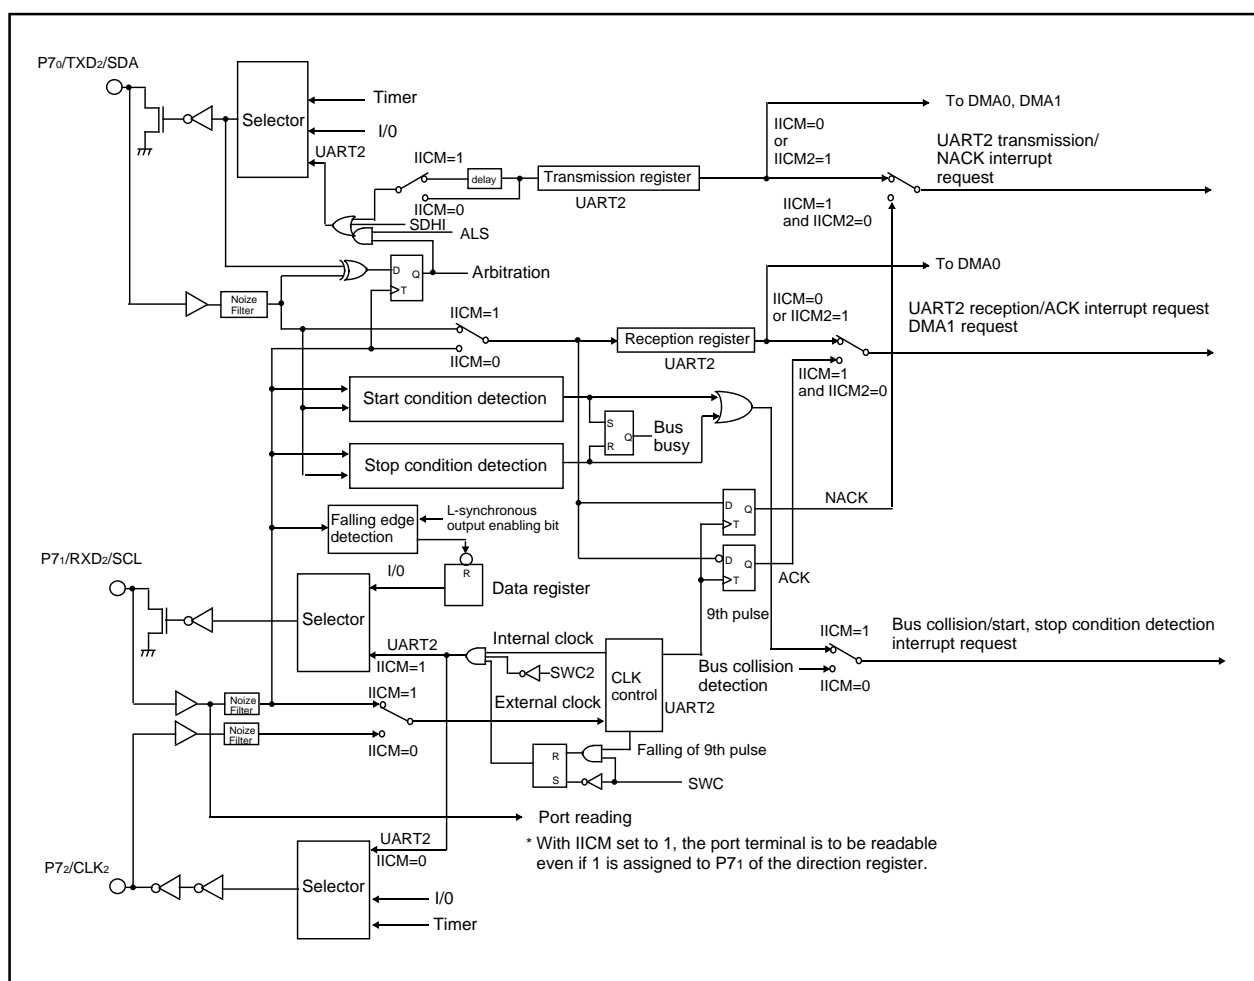 P70/TXD2/SDA
Selector
Timer
I/0
UART2
To DMA0, DMA1
IICM=0
or
IICM2=1
UART2 transmission/
NACK interrupt
request
IICM=1
delay
Transmission register
UART2
IICM=0
SDHI
ALS
IICM=1
and IICM2=0
D
Q
T
Arbitration
To DMA0
Noize
Filter
IICM=1
IICM=0
Reception register
UART2
IICM=0
or IICM2=1
UART2 reception/ACK interrupt request
DMA1 request
IICM=1
and IICM2=0
Start condition detection
S
Q
R
Bus
busy
Stop condition detection
D
Q
T
NACK
Falling edge
detection
L-synchronous
output enabling bit
D
Q
T
ACK
9th pulse
P71/RXD2/SCL
R
I/0
Data register
Selector
UART2
IICM=1
Internal clock
SWC2
External clock
CLK
control
UART2
Bus collision
detection
IICM=1
IICM=0
Bus collision/start, stop condition detection
interrupt request
Noize
Filter
IICM=1
Noize
Filter
IICM=0
R
S
Falling of 9th pulse
SWC
Port reading
* With IICM set to 1, the port terminal is to be readable
even if 1 is assigned to P71 of the direction register.
UART2
IICM=0
P72/CLK2
Selector
I/0
Timer